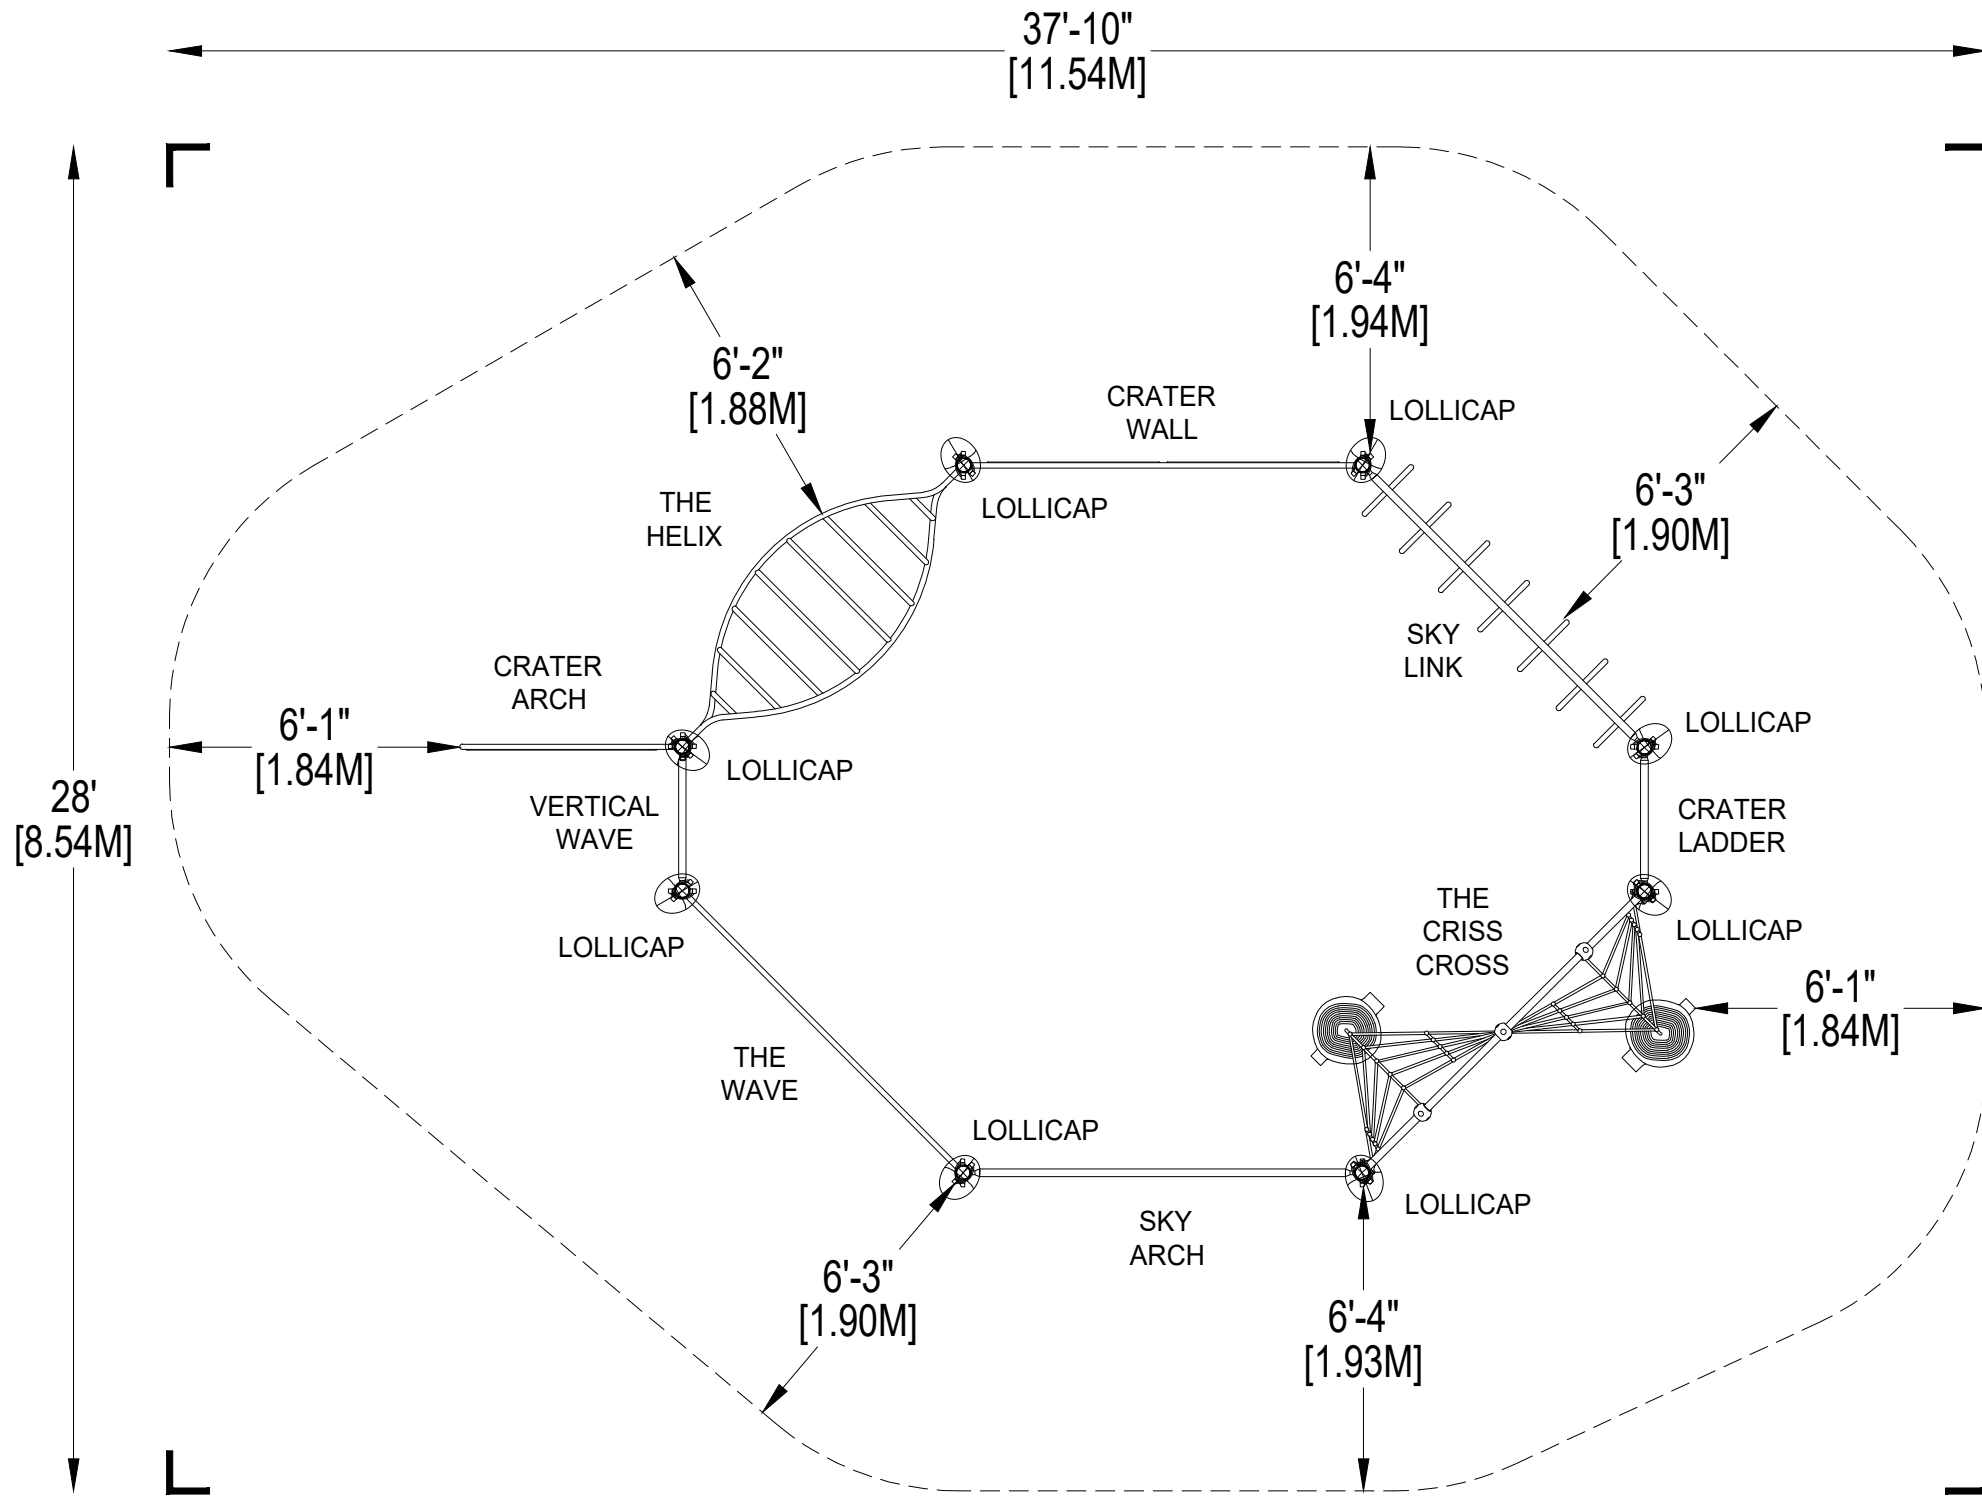 37'-10"
[11.54M]
6'-4"
[1.94M]
6'-2"
[1.88M]
CRATER
WALL
LOLLICAP
THE
HELIX
LOLLICAP
6'-3"
[1.90M]
SKY
LINK
CRATER
ARCH
6'-1"
[1.84M]
LOLLICAP
LOLLICAP
28'
[8.54M]
VERTICAL
WAVE
CRATER
LADDER
LOLLICAP
THE
CRISS
CROSS
LOLLICAP
6'-1"
[1.84M]
THE
WAVE
LOLLICAP
LOLLICAP
SKY
ARCH
6'-3"
[1.90M]
6'-4"
[1.93M]